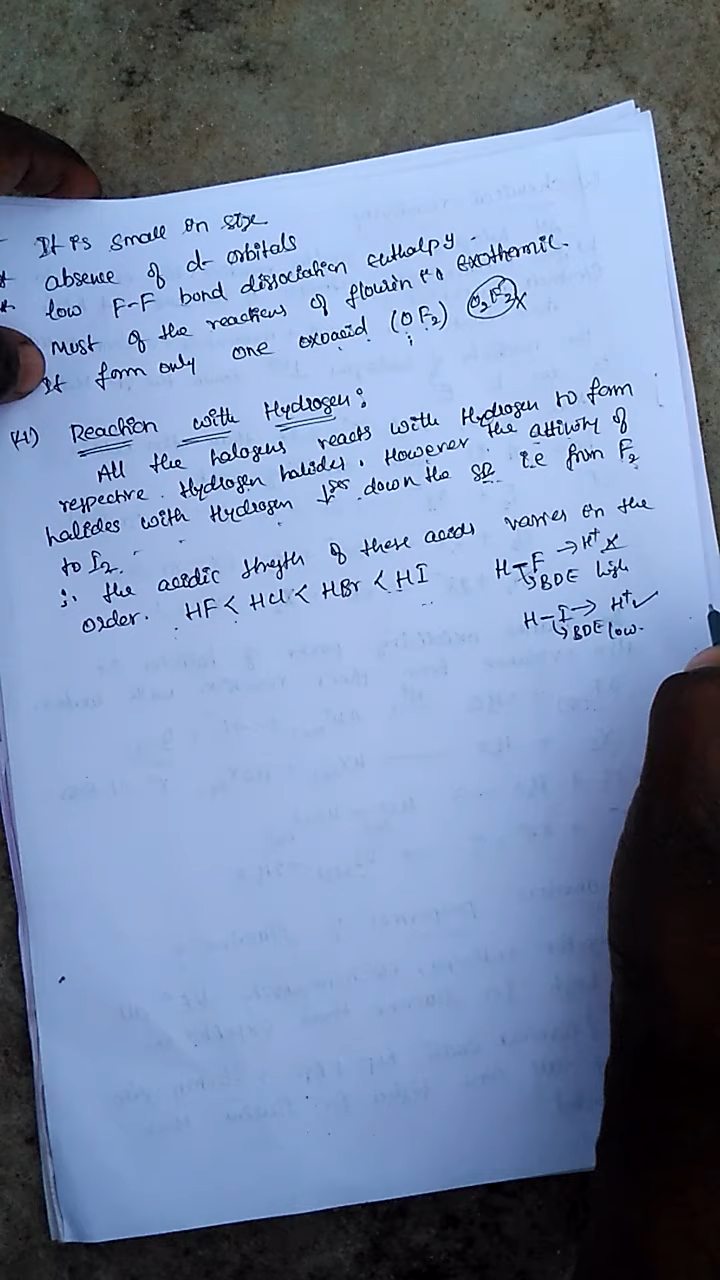 It is small in size
absence of d- orbitals
low F-F bond dissociation enthalpy
Most of the reactions of flourin exothermic.
It form only one oxoacid (OF2) O2F2 X
(4) Reaction with Hydrogen:
All the halogens reacts with Hydrogen to form
respective. Hydrogen halides. However the affinity of
halides with Hydrogen ↓ses down the i.e from F2
to I2.
∴ the acidic stregth of these acids varies in the
order. HF < HCl < HBr < HI
H-F → H+ X
↳ BDE high
H-I → H+ ✓
↳ BDE low.